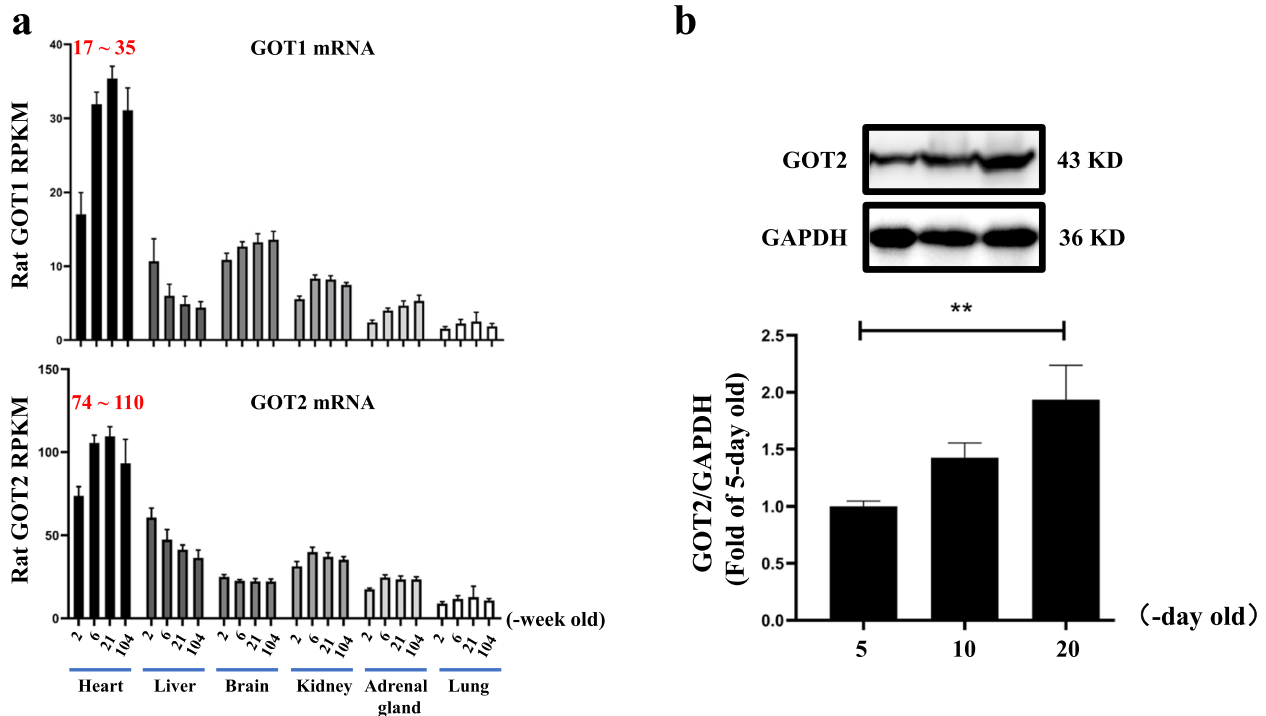 a
17 ~ 35
GOT1 mRNA
Rat GOT1 RPKM
40
30
20
10
0
74 ~ 110
GOT2 mRNA
Rat GOT2 RPKM
150
100
50
0
2 6 21 104 2 6 21 104 2 6 21 104 2 6 21 104 2 6 21 104 2 6 21 104 (-week old)
Heart Liver Brain Kidney Adrenal gland Lung
b
GOT2 43 KD
GAPDH 36 KD
**
GOT2/GAPDH
(Fold of 5-day old)
2.5
2.0
1.5
1.0
0.5
0.0
5 10 20
(-day old)